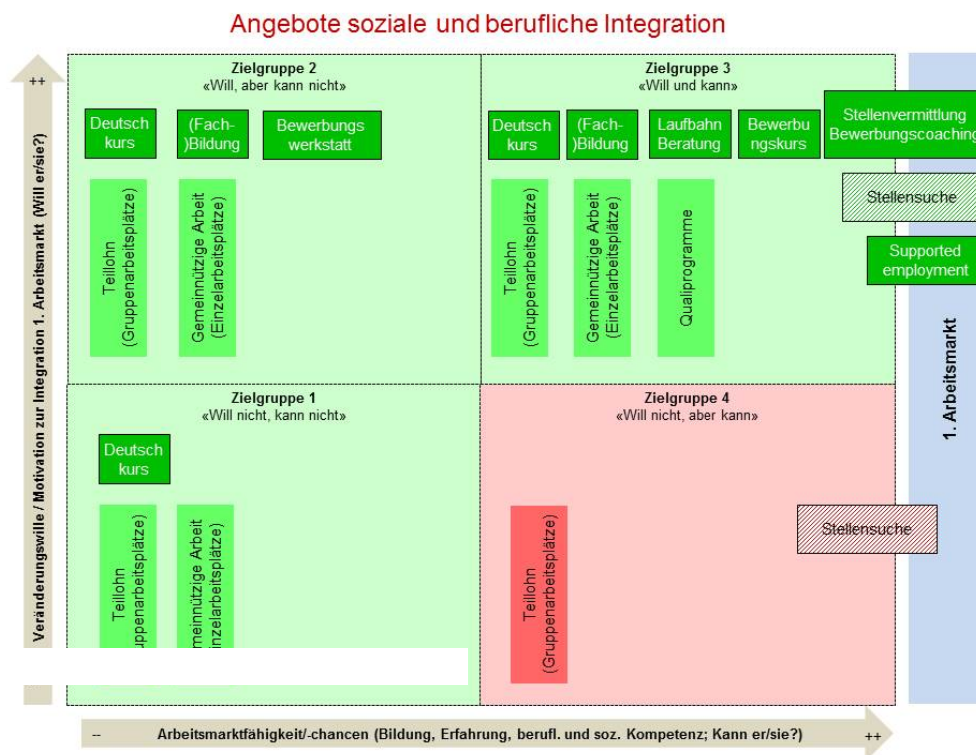 Angebote soziale und berufliche Integration
++
Veränderungswille / Motivation zur Integration 1. Arbeitsmarkt (Will er/sie?)
Zielgruppe 2
«Will, aber kann nicht»
Deutsch
kurs
(Fach-
)Bildung
Bewerbungs
werkstatt
Teillohn
(Gruppenarbeitsplätze)
Gemeinnützige Arbeit
(Einzelarbeitsplätze)
Zielgruppe 3
«Will und kann»
Deutsch
kurs
(Fach-
)Bildung
Laufbahn
Beratung
Bewerbu
ngskurs
Stellenvermittlung
Bewerbungscoaching
Stellensuche
Supported
employment
Teillohn
(Gruppenarbeitsplätze)
Gemeinnützige Arbeit
(Einzelarbeitsplätze)
Qualiprogramme
1. Arbeitsmarkt
Zielgruppe 1
«Will nicht, kann nicht»
Deutsch
kurs
Teillohn
Arbeit
Zielgruppe 4
«Will nicht, aber kann»
Teillohn
(Gruppenarbeitsplätze)
Stellensuche
-- Arbeitsmarktfähigkeit/-chancen (Bildung, Erfahrung, berufl. und soz. Kompetenz; Kann er/sie?) ++